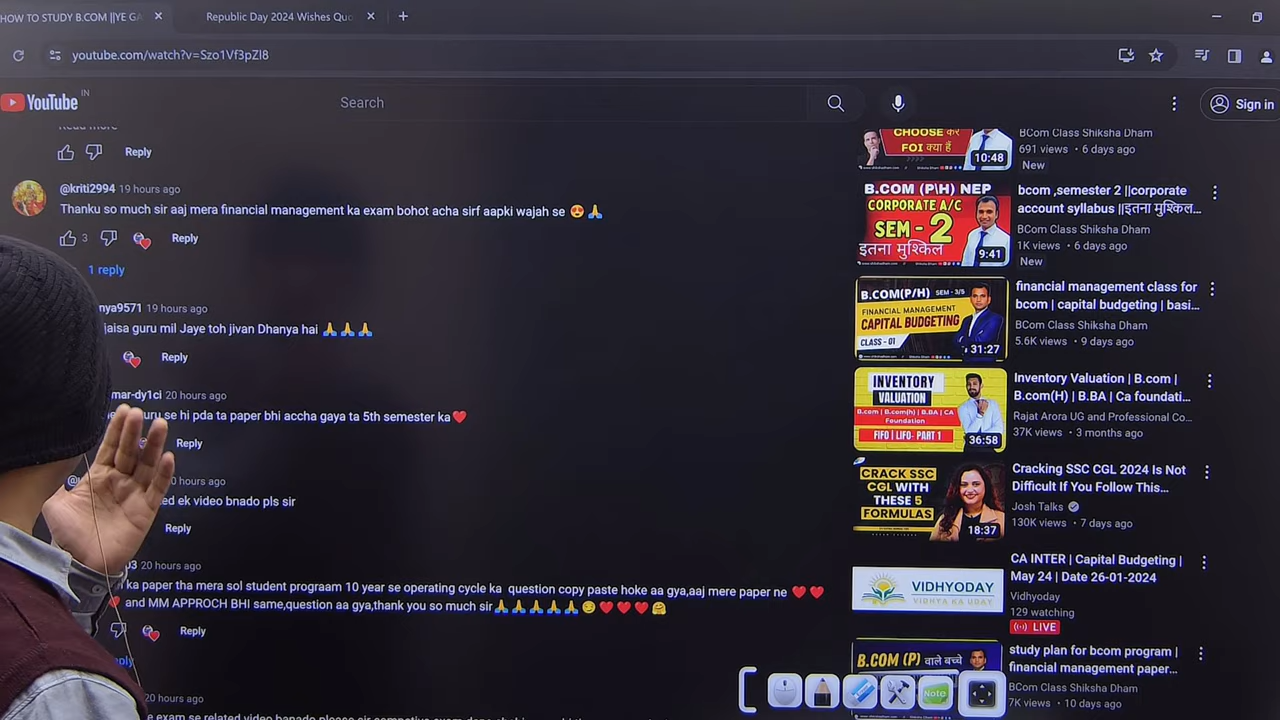 HOW TO STUDY B.COM ||YE GA
Republic Day 2024 Wishes Quo
youtube.com/watch?v=Szo1Vf3pZI8
YouTube IN
Search
Sign in
Reply
@kriti2994 19 hours ago
Thanku so much sir aaj mera financial management ka exam bohot acha sirf aapki wajah se 😍🙏
3
Reply
1 reply
nya9571 19 hours ago
jaisa guru mil Jaye toh jivan Dhanya hai 🙏🙏🙏
Reply
mar-dy1ci 20 hours ago
se hi pda ta paper bhi accha gaya ta 5th semester ka❤️
Reply
hours ago
ek video bnado pls sir
Reply
03 20 hours ago
ka paper tha mera sol student prograam 10 year se operating cycle ka question copy paste hoke aa gya,aaj mere paper ne ❤️❤️
❤️ and MM APPROCH BHI same,question aa gya,thank you so much sir🙏🙏🙏🙏🙏😏❤️❤️❤️🤗
Reply
20 hours ago
e exam se related video banado please sir
CHOOSE करे
FOI क्या हैं
10:48
BCom Class Shiksha Dham
691 views • 6 days ago
New
B.COM (P\H) NEP
CORPORATE A/C
SEM - 2
इतना मुश्किल
9:41
bcom ,semester 2 ||corporate
account syllabus ||इतना मुश्किल...
BCom Class Shiksha Dham
1K views • 6 days ago
New
B.COM(P/H) SEM - 3/5
FINANCIAL MANAGEMENT
CAPITAL BUDGETING
CLASS - 01
31:27
financial management class for
bcom | capital budgeting | basi...
BCom Class Shiksha Dham
5.6K views • 9 days ago
INVENTORY
VALUATION
B.com | B.com(h) | B.BA | CA
Foundation
FIFO | LIFO- PART 1
36:58
Inventory Valuation | B.com |
B.com(H) | B.BA | Ca foundati...
Rajat Arora UG and Professional Co...
37K views • 3 months ago
CRACK SSC
CGL WITH
THESE 5
FORMULAS
18:37
Cracking SSC CGL 2024 Is Not
Difficult If You Follow This...
Josh Talks
130K views • 7 days ago
VIDHYODAY
VIDHYA KA UDAY
CA INTER | Capital Budgeting |
May 24 | Date 26-01-2024
Vidhyoday
129 watching
LIVE
B.COM (P) वाले बच्चे
study plan for bcom program |
financial management paper...
BCom Class Shiksha Dham
7K views • 10 days ago
Note